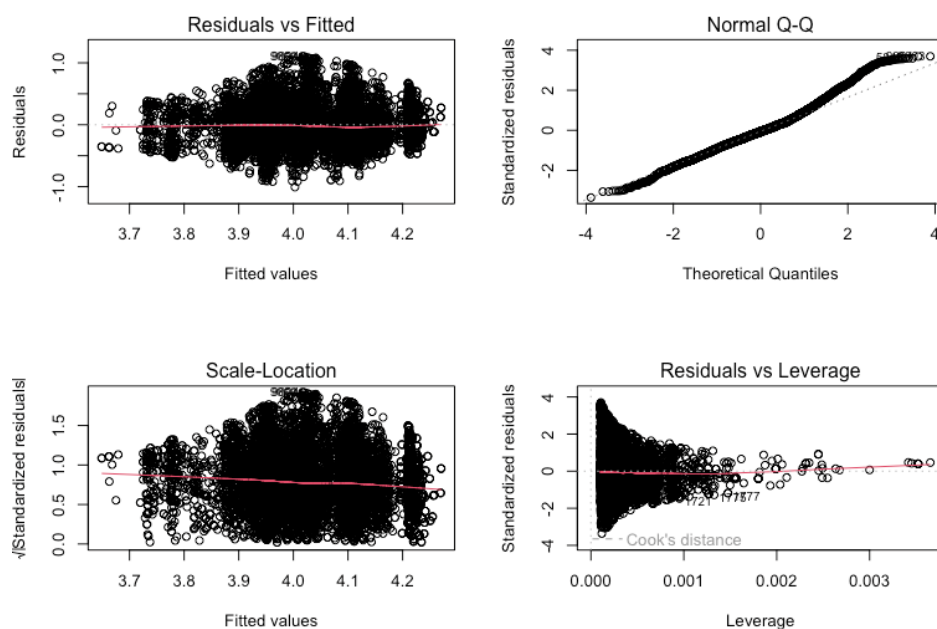 Residuals vs Fitted
Residuals
-1.0
0.0
1.0
3.7
3.8
3.9
4.0
4.1
4.2
Fitted values
Normal Q-Q
Standardized residuals
-2
0
2
4
-4
-2
0
2
4
Theoretical Quantiles
Scale-Location
√|Standardized residuals|
0.0
0.5
1.0
1.5
3.7
3.8
3.9
4.0
4.1
4.2
Fitted values
Residuals vs Leverage
Standardized residuals
-4
-2
0
2
4
1721
Cook's distance
0.000
0.001
0.002
0.003
Leverage